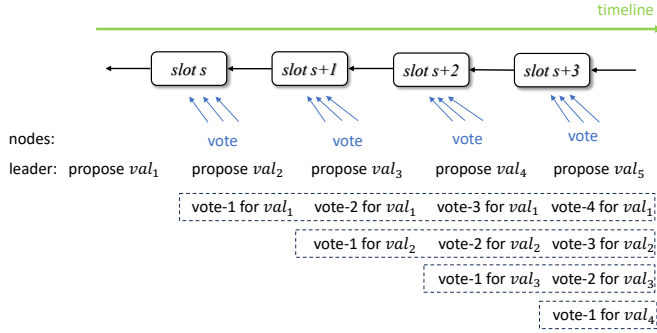 timeline
slot s slot s+1 slot s+2 slot s+3
nodes: vote vote vote vote
leader: propose val₁ propose val₂ propose val₃ propose val₄ propose val₅
vote-1 for val₁ vote-2 for val₁ vote-3 for val₁ vote-4 for val₁
vote-1 for val₂ vote-2 for val₂ vote-3 for val₂
vote-1 for val₃ vote-2 for val₃
vote-1 for val₄